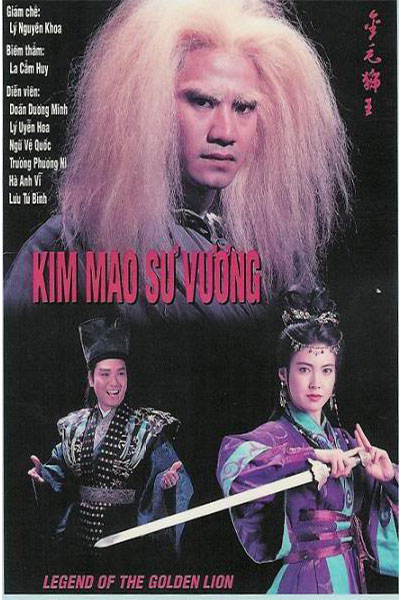 Giám chế:
Lý Nguyên Khoa
Biếm thẩm:
La Cẩm Huy
Diễn viên:
Doãn Dương Minh
Lý Uyển Hoa
Ngũ Vệ Quốc
Trương Phương Ni
Hà Anh Vĩ
Lưu Tú Bình
金毛獅王
KIM MAO SƯ VƯƠNG
LEGEND OF THE GOLDEN LION